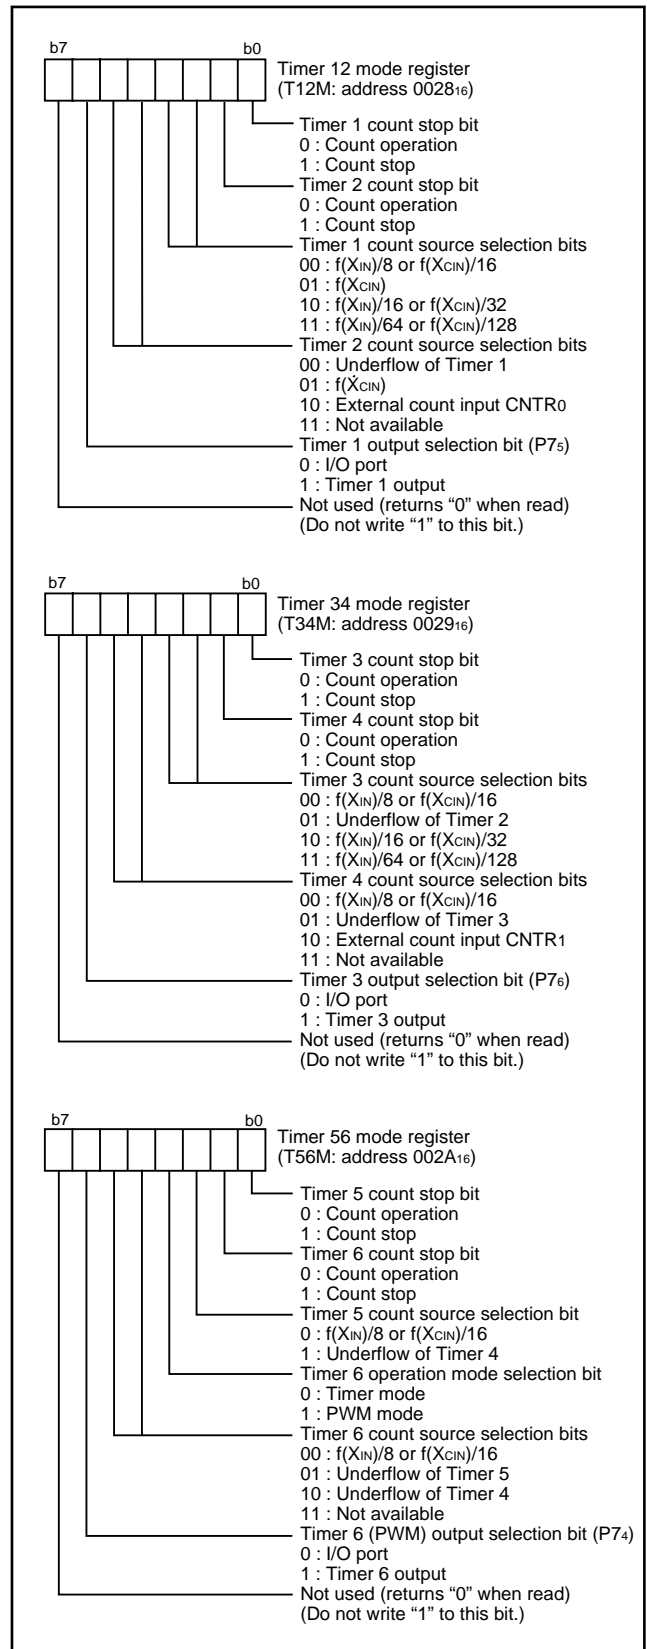 b7 b0
Timer 12 mode register
(T12M: address 0028₁₆)
Timer 1 count stop bit
0 : Count operation
1 : Count stop
Timer 2 count stop bit
0 : Count operation
1 : Count stop
Timer 1 count source selection bits
00 : f(XIN)/8 or f(XCIN)/16
01 : f(XCIN)
10 : f(XIN)/16 or f(XCIN)/32
11 : f(XIN)/64 or f(XCIN)/128
Timer 2 count source selection bits
00 : Underflow of Timer 1
01 : f(XCIN)
10 : External count input CNTR0
11 : Not available
Timer 1 output selection bit (P7₅)
0 : I/O port
1 : Timer 1 output
Not used (returns “0” when read)
(Do not write “1” to this bit.)
b7 b0
Timer 34 mode register
(T34M: address 0029₁₆)
Timer 3 count stop bit
0 : Count operation
1 : Count stop
Timer 4 count stop bit
0 : Count operation
1 : Count stop
Timer 3 count source selection bits
00 : f(XIN)/8 or f(XCIN)/16
01 : Underflow of Timer 2
10 : f(XIN)/16 or f(XCIN)/32
11 : f(XIN)/64 or f(XCIN)/128
Timer 4 count source selection bits
00 : f(XIN)/8 or f(XCIN)/16
01 : Underflow of Timer 3
10 : External count input CNTR1
11 : Not available
Timer 3 output selection bit (P7₆)
0 : I/O port
1 : Timer 3 output
Not used (returns “0” when read)
(Do not write “1” to this bit.)
b7 b0
Timer 56 mode register
(T56M: address 002A₁₆)
Timer 5 count stop bit
0 : Count operation
1 : Count stop
Timer 6 count stop bit
0 : Count operation
1 : Count stop
Timer 5 count source selection bit
0 : f(XIN)/8 or f(XCIN)/16
1 : Underflow of Timer 4
Timer 6 operation mode selection bit
0 : Timer mode
1 : PWM mode
Timer 6 count source selection bits
00 : f(XIN)/8 or f(XCIN)/16
01 : Underflow of Timer 5
10 : Underflow of Timer 4
11 : Not available
Timer 6 (PWM) output selection bit (P7₄)
0 : I/O port
1 : Timer 6 output
Not used (returns “0” when read)
(Do not write “1” to this bit.)